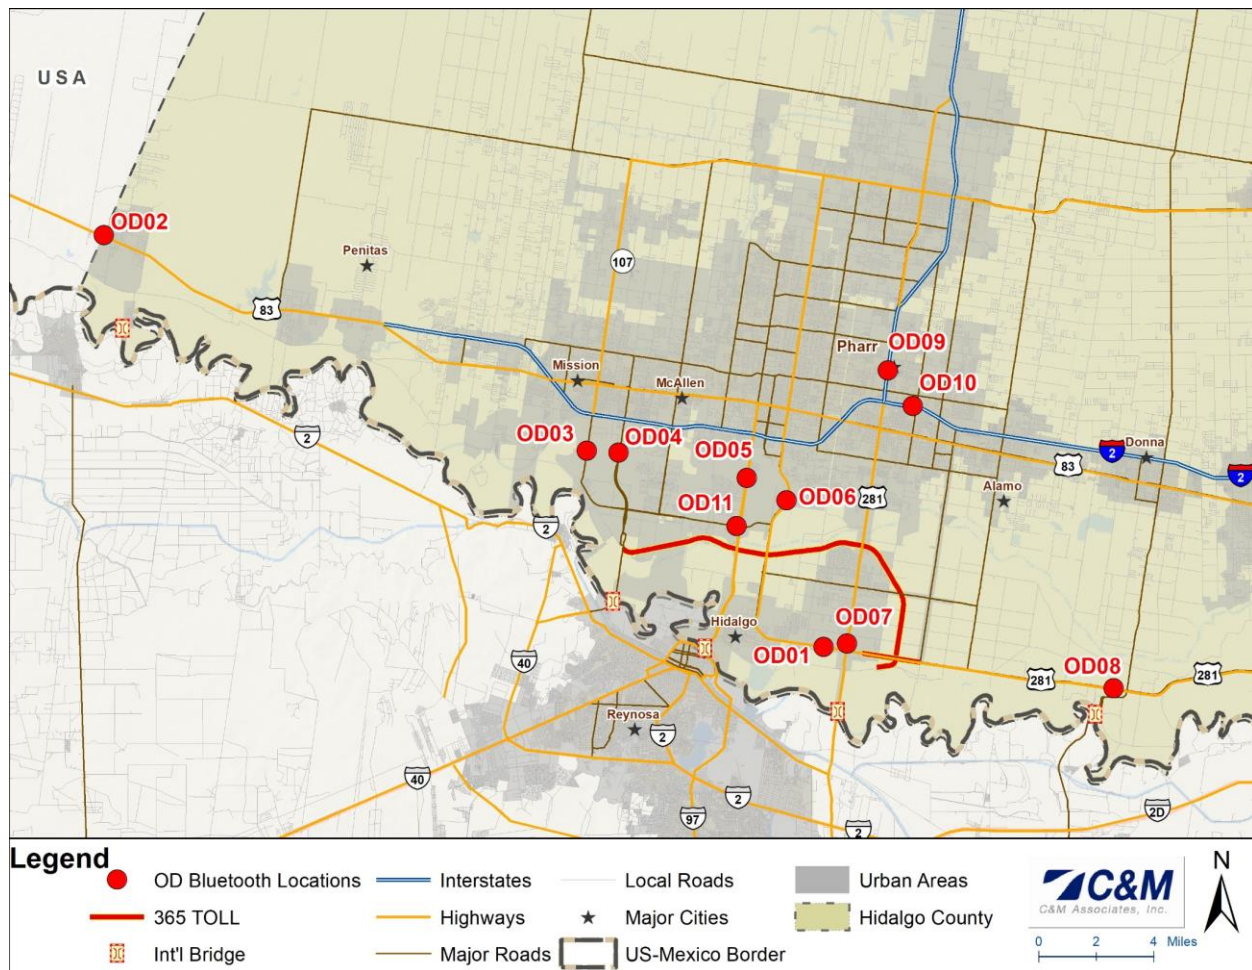 USA
OD02
Penitas
83
107
Pharr
OD09
Mission
McAllen
OD10
2
OD03
OD04
OD05
2
Donna
83
2
OD06
281
Alamo
OD11
2
Hidalgo
OD07
OD01
40
281
OD08
281
Reynosa
2
40
2
97
2
2D
Legend
OD Bluetooth Locations
Interstates
Local Roads
Urban Areas
365 TOLL
Highways
Major Cities
Hidalgo County
Int'l Bridge
Major Roads
US-Mexico Border
C&M
C&M Associates, Inc.
N
0 2 4 Miles